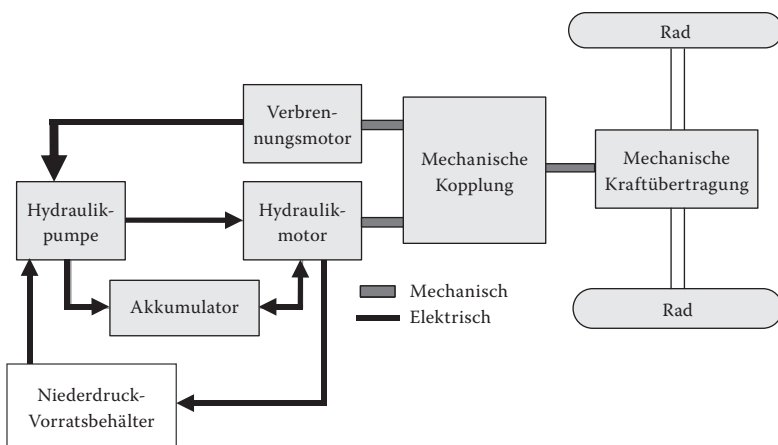 Rad
Verbren-
nungsmotor
Mechanische
Kopplung
Mechanische
Kraftübertragung
Hydraulik-
pumpe
Hydraulik-
motor
Akkumulator
Mechanisch
Elektrisch
Rad
Niederdruck-
Vorratsbehälter